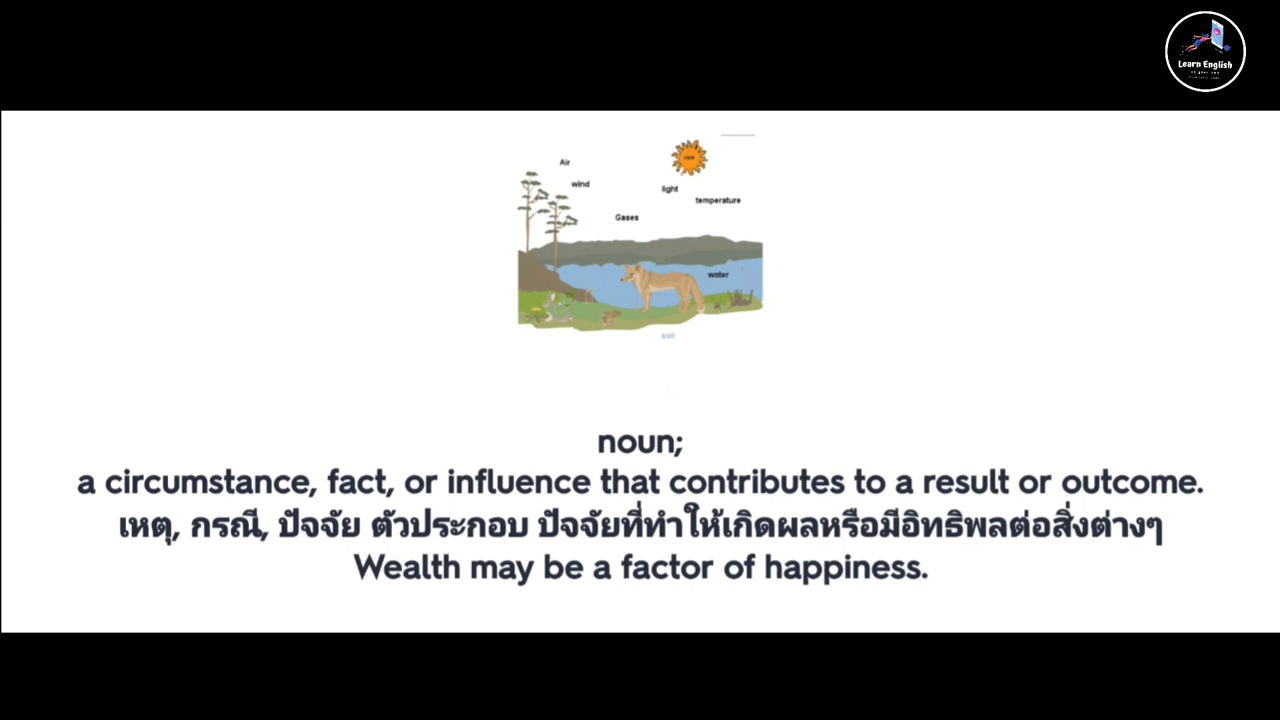 Learn English
Air
wind
light
temperature
Gases
water
soil
noun;
a circumstance, fact, or influence that contributes to a result or outcome.
เหตุ, กรณี, ปัจจัย ตัวประกอบ ปัจจัยที่ทำให้เกิดผลหรือมีอิทธิพลต่อสิ่งต่างๆ
Wealth may be a factor of happiness.